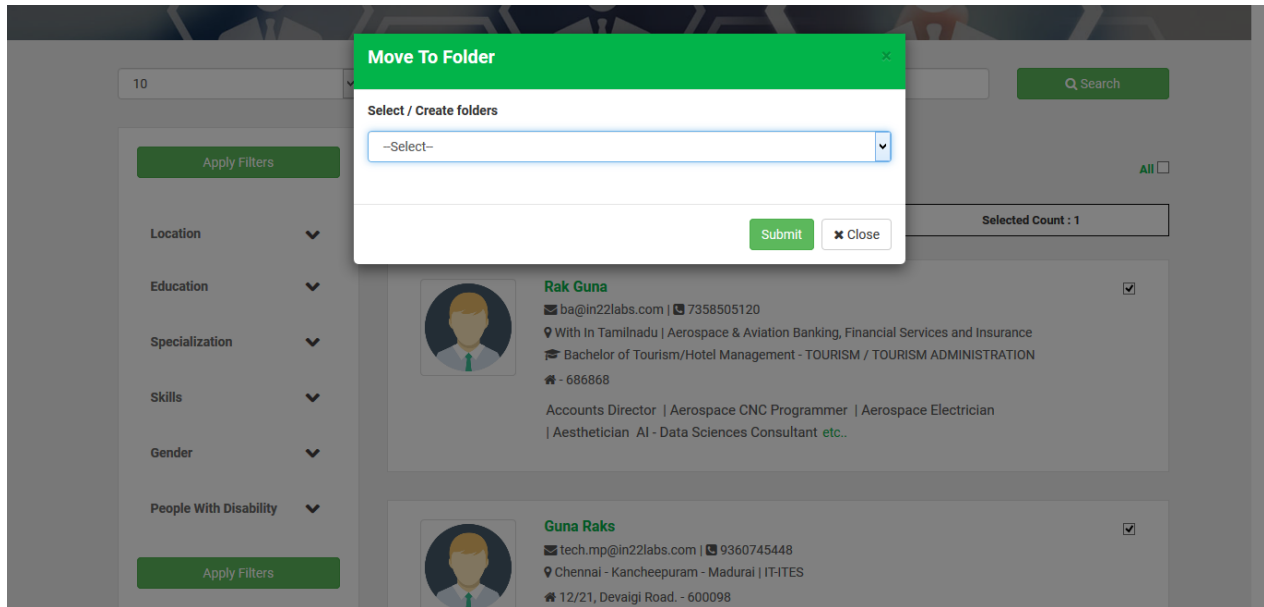 Move To Folder
×
10
Search
Select / Create folders
--Select--
Apply Filters
All
Submit
Close
Selected Count : 1
Location
Education
Specialization
Skills
Gender
People With Disability
Apply Filters
Rak Guna
ba@in22labs.com | 7358505120
With In Tamilnadu | Aerospace & Aviation Banking, Financial Services and Insurance
Bachelor of Tourism/Hotel Management - TOURISM / TOURISM ADMINISTRATION
- 686868
Accounts Director | Aerospace CNC Programmer | Aerospace Electrician
| Aesthetician AI - Data Sciences Consultant etc..
Guna Raks
tech.mp@in22labs.com | 9360745448
Chennai - Kancheepuram - Madurai | IT-ITES
12/21, Devaigi Road. - 600098